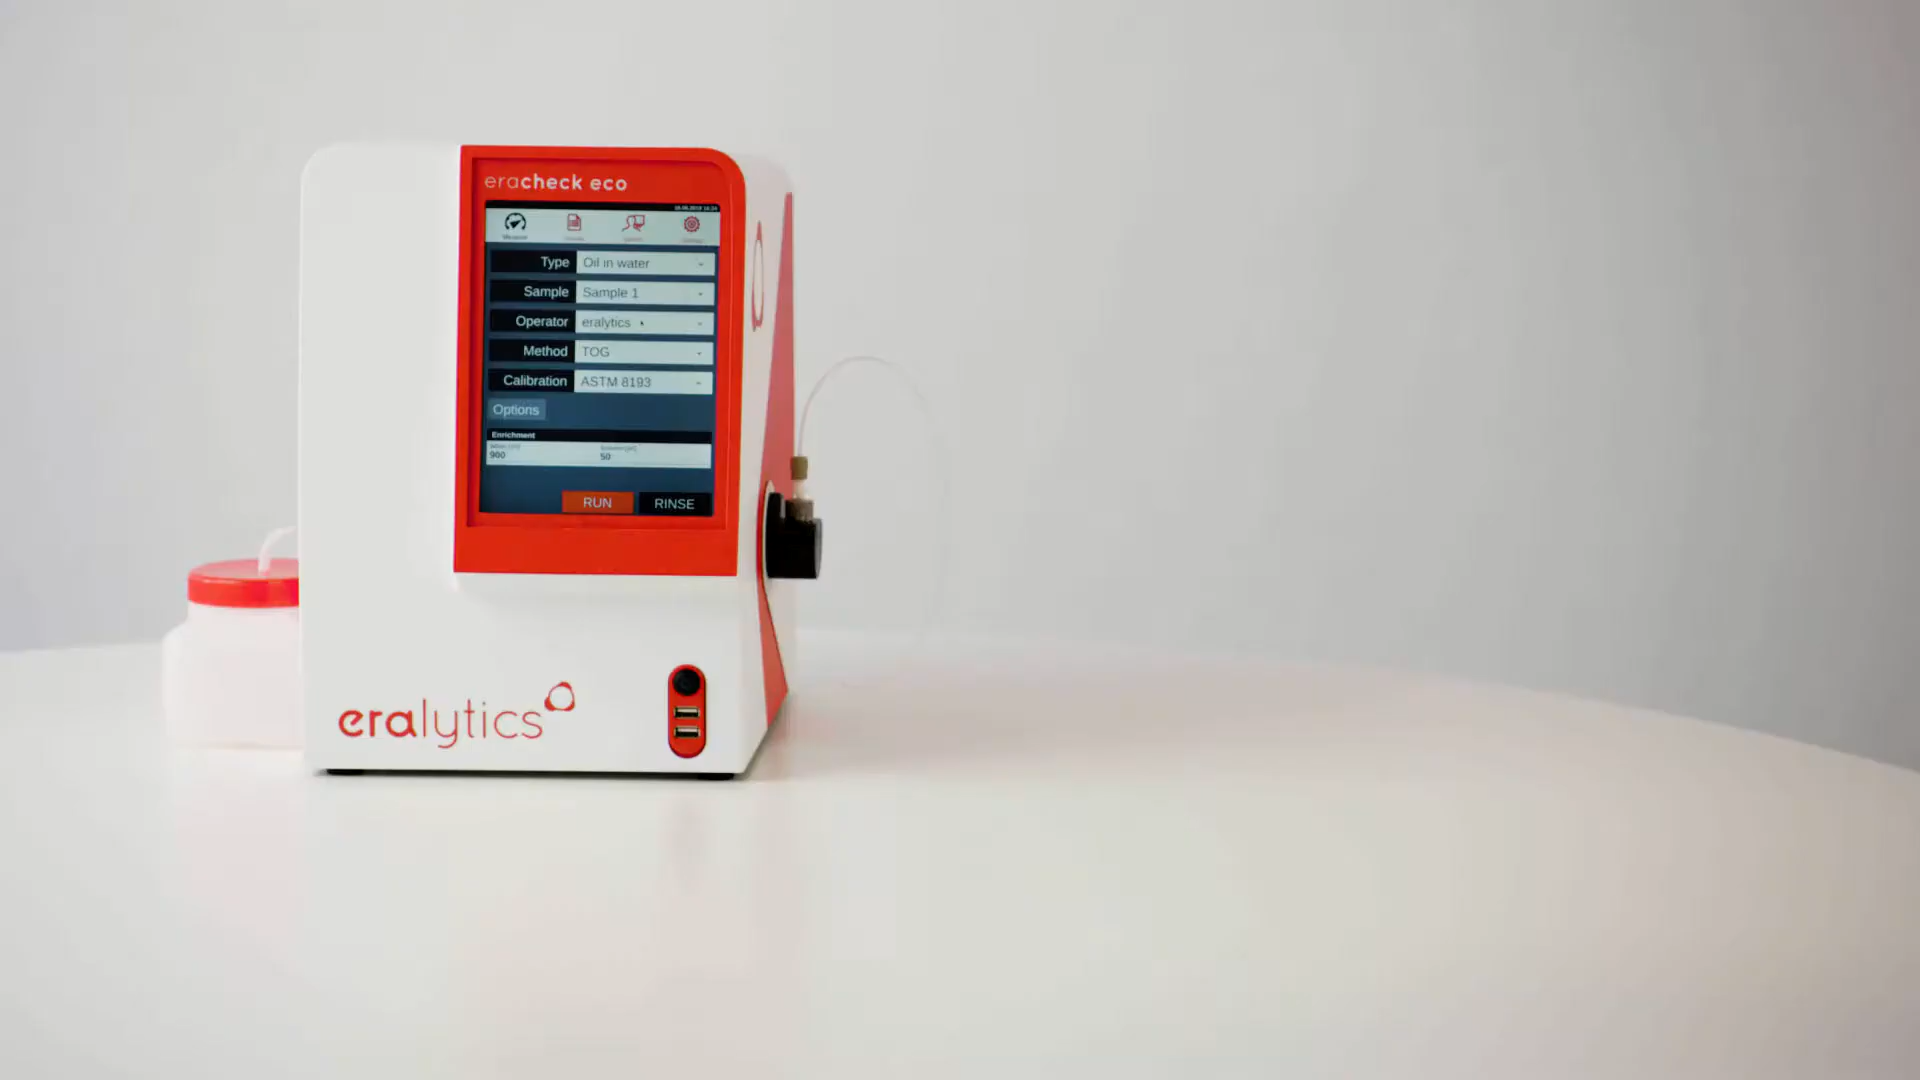 eracheck eco
Type Oil in water
Sample Sample 1
Operator eralytics
Method TOG
Calibration ASTM 8193
Options
Enrichment
900 50
RUN RINSE
eralytics